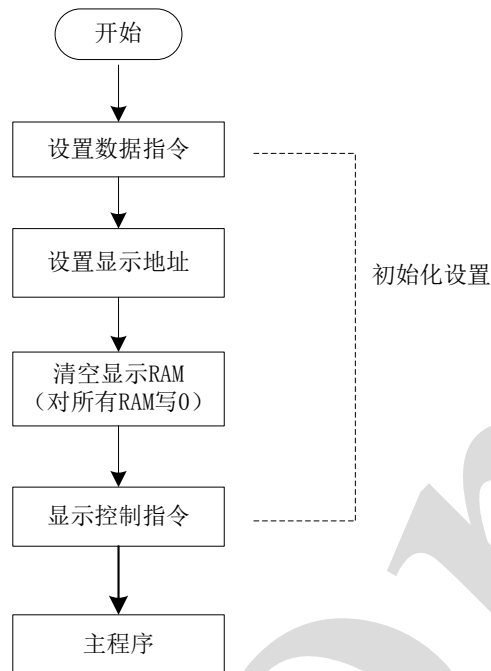 开始
设置数据指令
设置显示地址
初始化设置
清空显示RAM
（对所有RAM写0）
显示控制指令
主程序